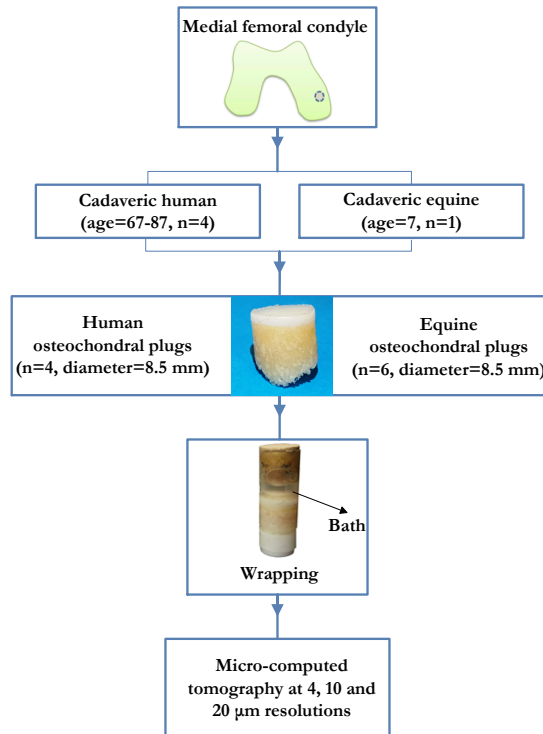 Medial femoral condyle
Cadaveric human
(age=67-87, n=4)
Cadaveric equine
(age=7, n=1)
Human
osteochondral plugs
(n=4, diameter=8.5 mm)
Equine
osteochondral plugs
(n=6, diameter=8.5 mm)
Bath
Wrapping
Micro-computed
tomography at 4, 10 and
20 µm resolutions